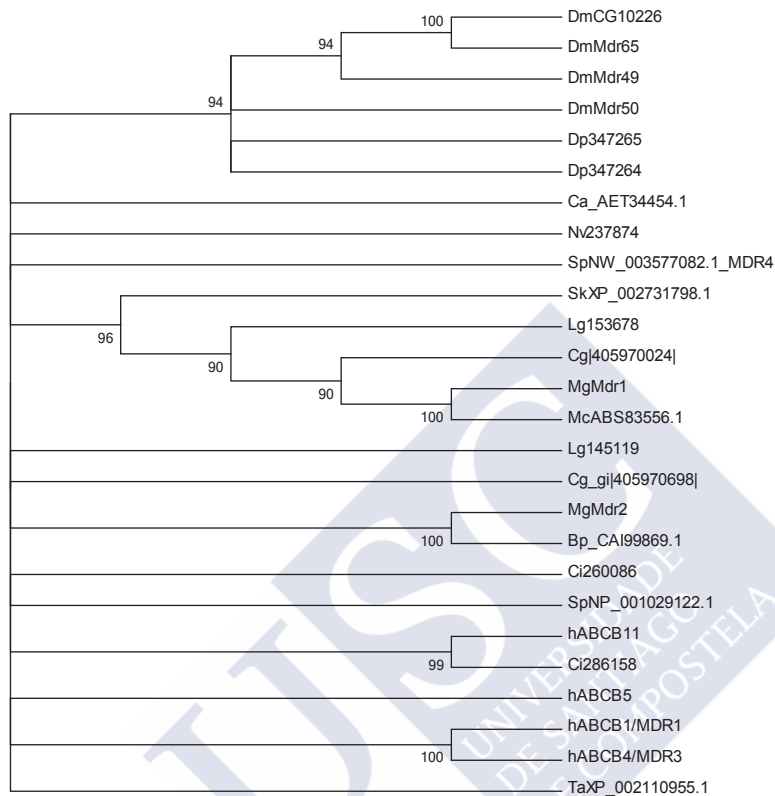 DmCG10226
100
DmMdr65
94
DmMdr49
94
DmMdr50
Dp347265
Dp347264
Ca_AET34454.1
Nv237874
SpNW_003577082.1_MDR4
SkXP_002731798.1
96
Lg153678
90
Cg|405970024|
90
MgMdr1
100
McABS83556.1
Lg145119
Cg_gi|405970698|
MgMdr2
100
Bp_CAI99869.1
Ci260086
SpNP_001029122.1
hABCB11
99
Ci286158
hABCB5
hABCB1/MDR1
100
hABCB4/MDR3
TaXP_002110955.1
USC
UNIVERSIDADE
DE SANTIAGO
DE COMPOSTELA